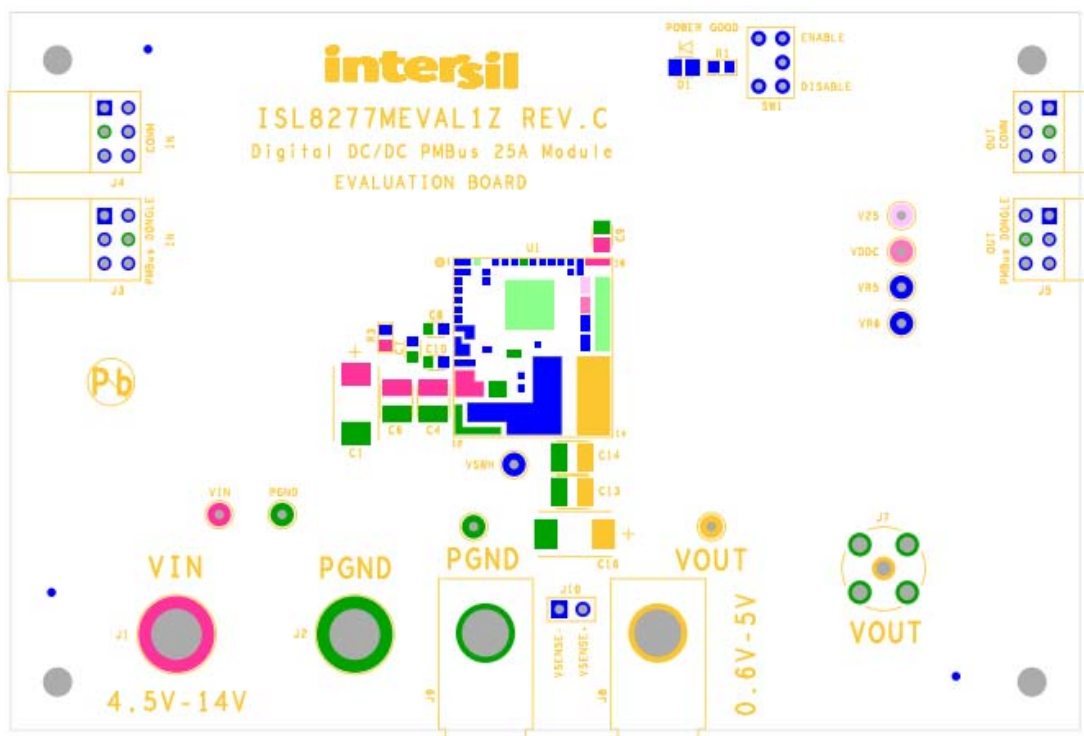 POWER GOOD
intersil
ENABLE
R1
D1
DISABLE
SW1
ISL8277MEVAL1Z REV.C
Digital DC/DC PMBus 25A Module
EVALUATION BOARD
COMM
IN
J4
OUT
COMM
PMBus DONGLE
IN
J3
OUT
PMBus DONGLE
J5
V25
VDDC
VR5
VR6
U1
C9
R3
C8
C10
Pb
C1
C6
C4
VSWH
C14
C13
C16
VIN
PGND
J7
VIN
PGND
PGND
VOUT
VOUT
J1
J2
J9
J10
VSENSE-
VSENSE+
J8
4.5V-14V
0.6V-5V